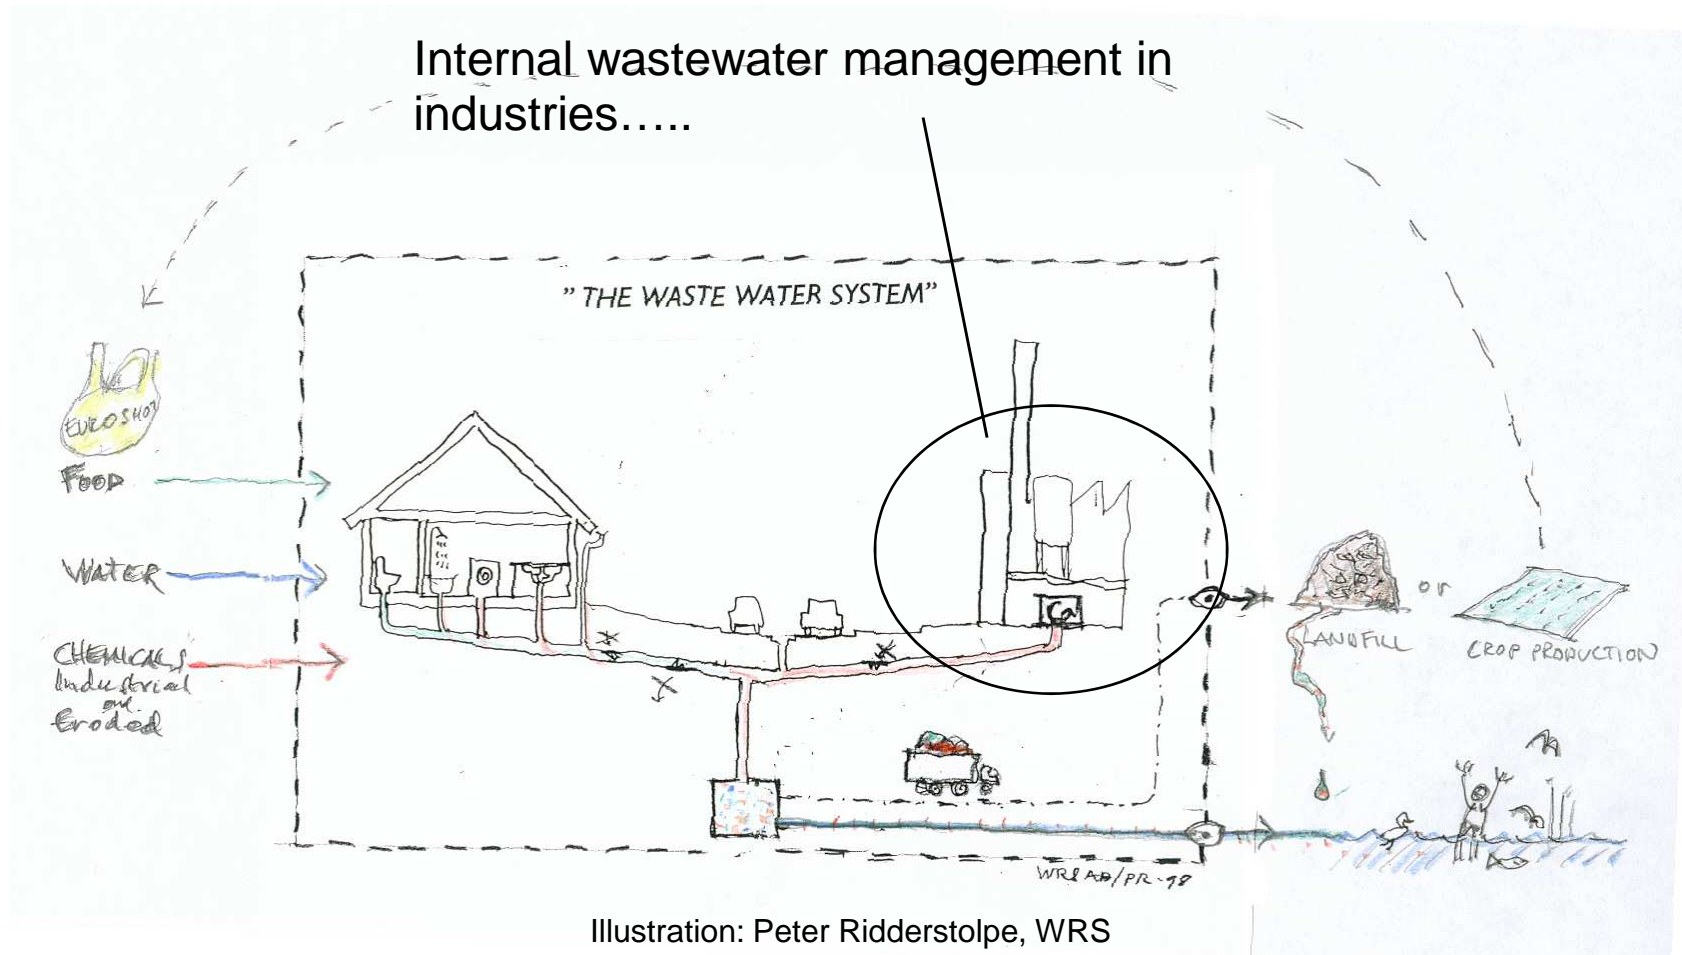 Internal wastewater management in
industries…..
" THE WASTE WATER SYSTEM"
EUROSHOP
FOOD
WATER
CHEMICALS
Industrial
and
Eroded
Cd
or
LANDFILL
CROP PRODUCTION
WRS AB/PR-98
Illustration: Peter Ridderstolpe, WRS